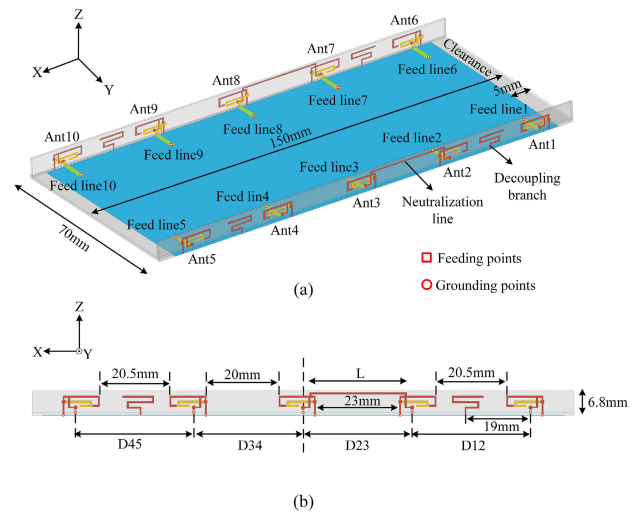 Z
X
Y
Ant6
Ant7
Ant8
Ant9
Ant10
Clearance
5mm
Feed line6
Feed line7
Feed line8
Feed line9
Feed line10
150mm
Feed line1
Feed line2
Feed line3
Feed lin4
Feed line5
Ant1
Ant2
Ant3
Ant4
Ant5
Decoupling
branch
Neutralization
line
70mm
Feeding points
Grounding points
(a)
Z
X
Y
20.5mm
20mm
L
20.5mm
23mm
6.8mm
19mm
D45
D34
D23
D12
(b)